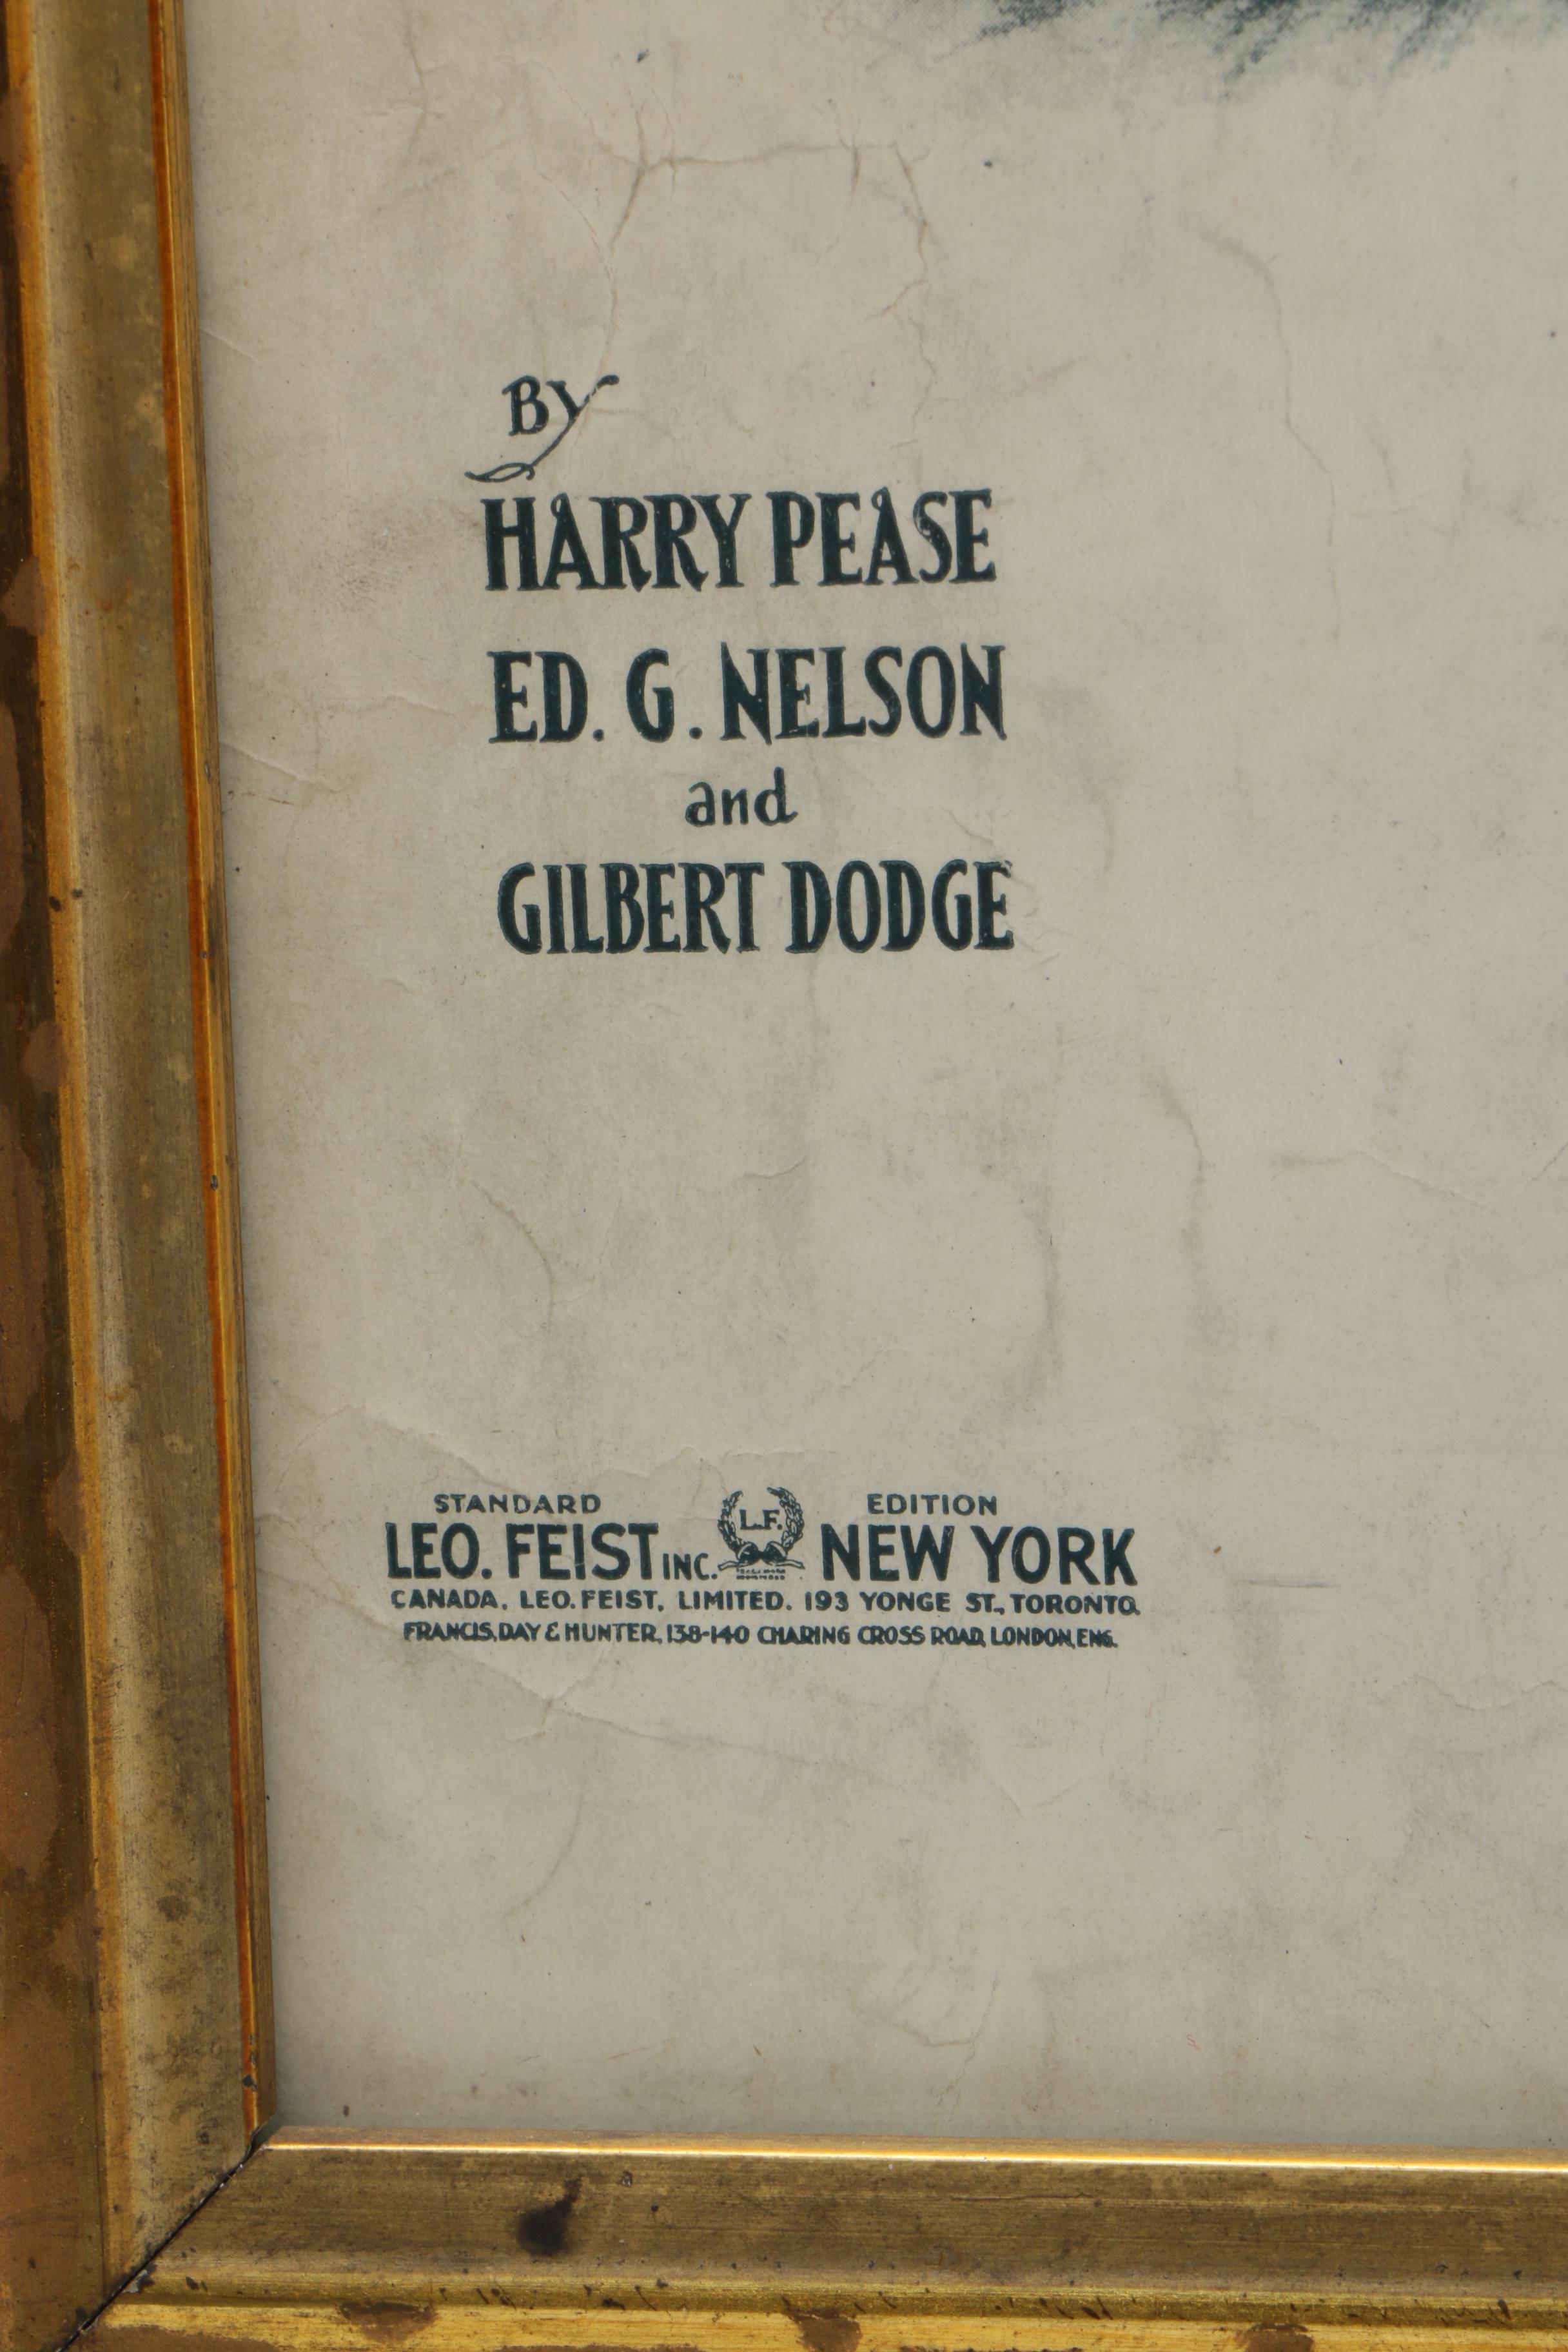 By
HARRY PEASE
ED. G. NELSON
and
GILBERT DODGE
STANDARD EDITION
LEO. FEIST INC. L.F. NEW YORK
CANADA, LEO. FEIST, LIMITED. 193 YONGE ST., TORONTO.
FRANCIS, DAY & HUNTER, 138-140 CHARING CROSS ROAD, LONDON, ENG.